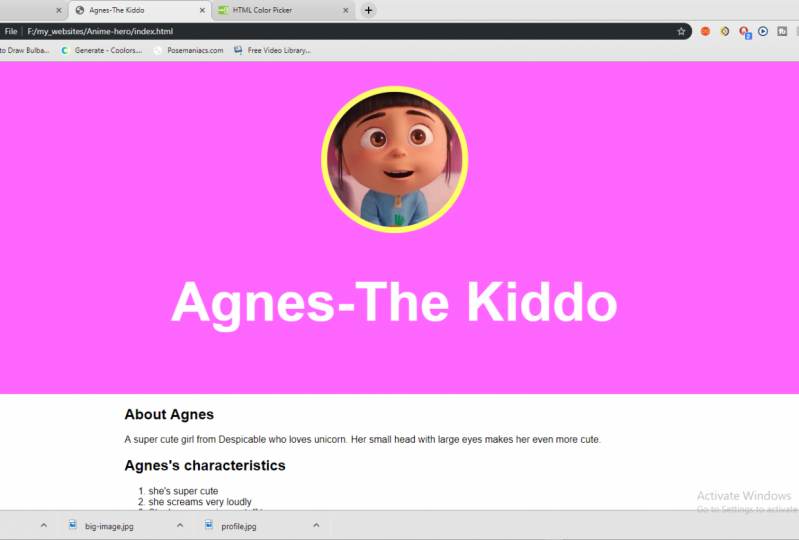 Agnes-The Kiddo
HTML Color Picker
File F:/my_websites/Anime-hero/index.html
to Draw Bulba...
Generate - Coolors....
Posemaniacs.com
Free Video Library...
Agnes-The Kiddo
About Agnes
A super cute girl from Despicable who loves unicorn. Her small head with large eyes makes her even more cute.
Agnes's characteristics
1. she's super cute
2. she screams very loudly
Activate Windows
Go to Settings to activate
big-image.jpg
profile.jpg